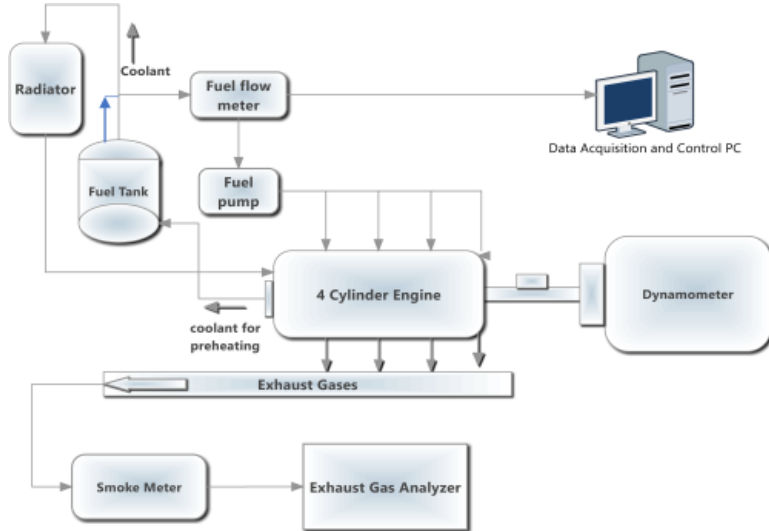 Coolant
Radiator
Fuel flow
meter
Data Acquisition and Control PC
Fuel Tank
Fuel
pump
4 Cylinder Engine
Dynamometer
coolant for
preheating
Exhaust Gases
Smoke Meter
Exhaust Gas Analyzer